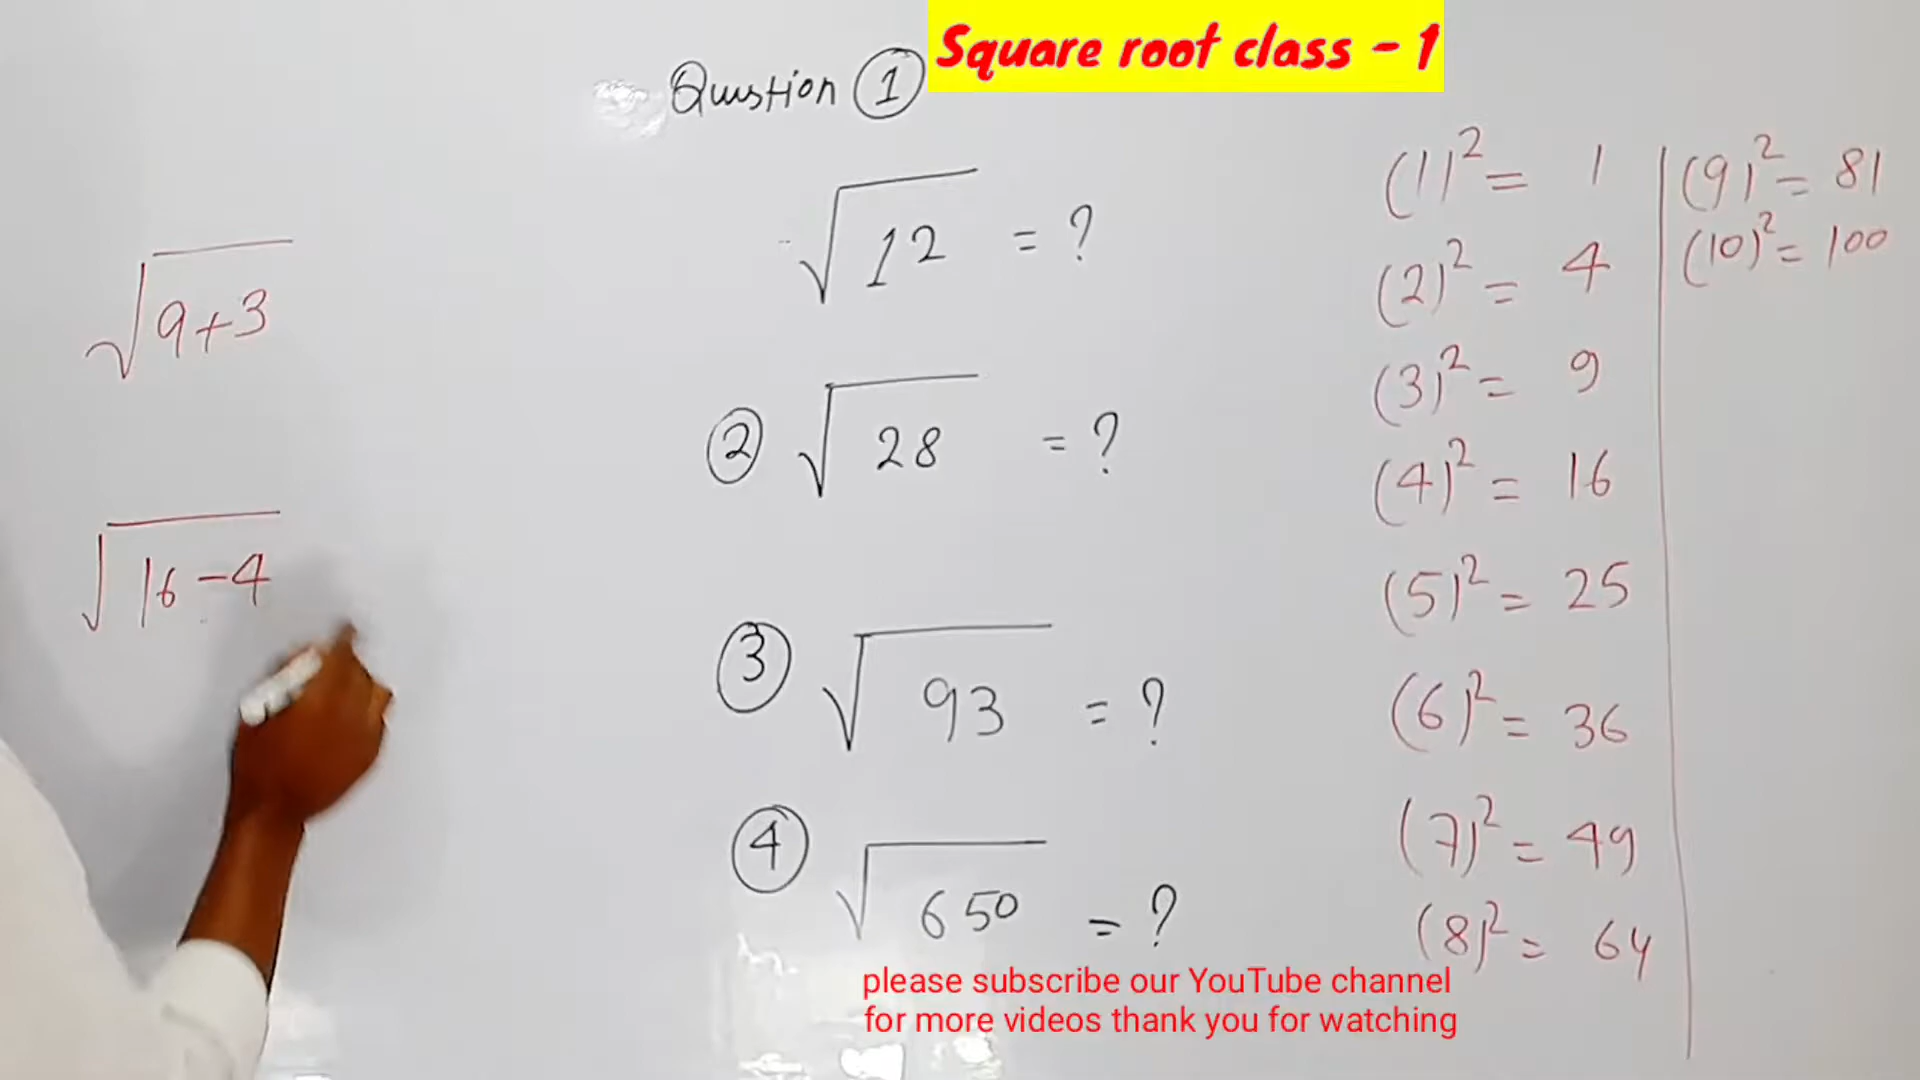 Square root class - 1
Qustion ①
√12 = ?
② √28 = ?
③ √93 = ?
④ √650 = ?
√9+3
√16-4
(1)² = 1
(2)² = 4
(3)² = 9
(4)² = 16
(5)² = 25
(6)² = 36
(7)² = 49
(8)² = 64
(9)² = 81
(10)² = 100
please subscribe our YouTube channel
for more videos thank you for watching